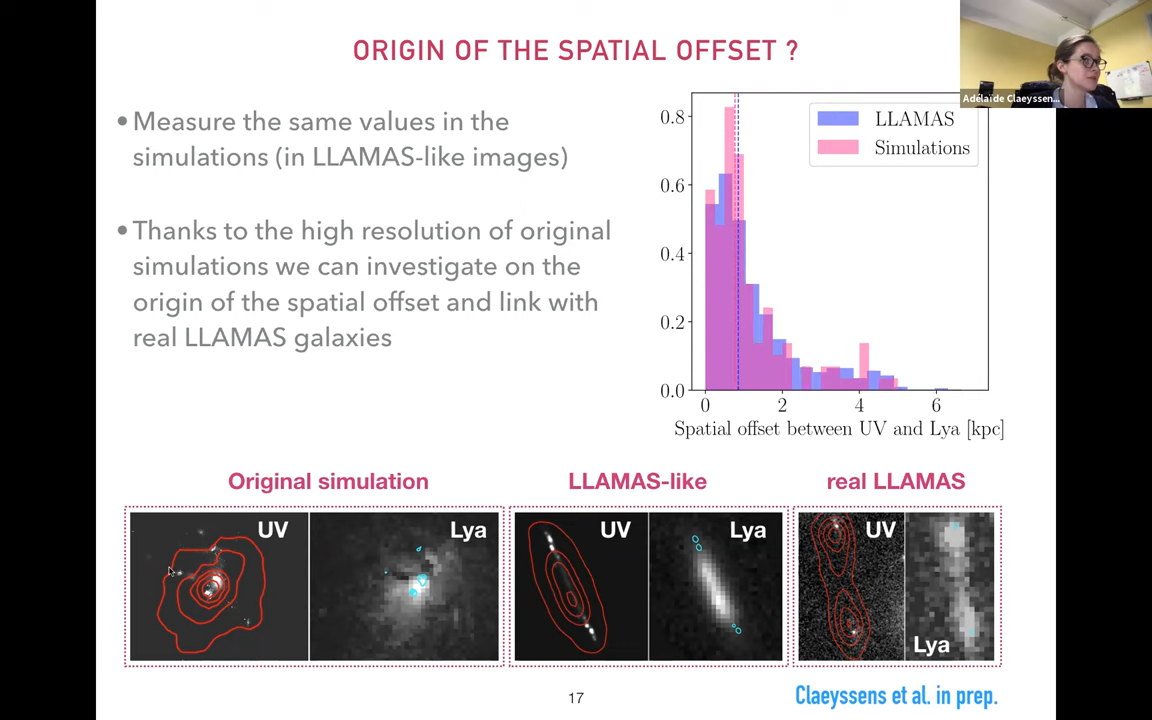 ORIGIN OF THE SPATIAL OFFSET ?
Adélaïde Claeyssen...
• Measure the same values in the
simulations (in LLAMAS-like images)
• Thanks to the high resolution of original
simulations we can investigate on the
origin of the spatial offset and link with
real LLAMAS galaxies
LLAMAS
Simulations
0.8
0.6
0.4
0.2
0.0
0 2 4 6
Spatial offset between UV and Lya [kpc]
Original simulation
UV
Lya
LLAMAS-like
UV
Lya
real LLAMAS
UV
Lya
17
Claeyssens et al. in prep.